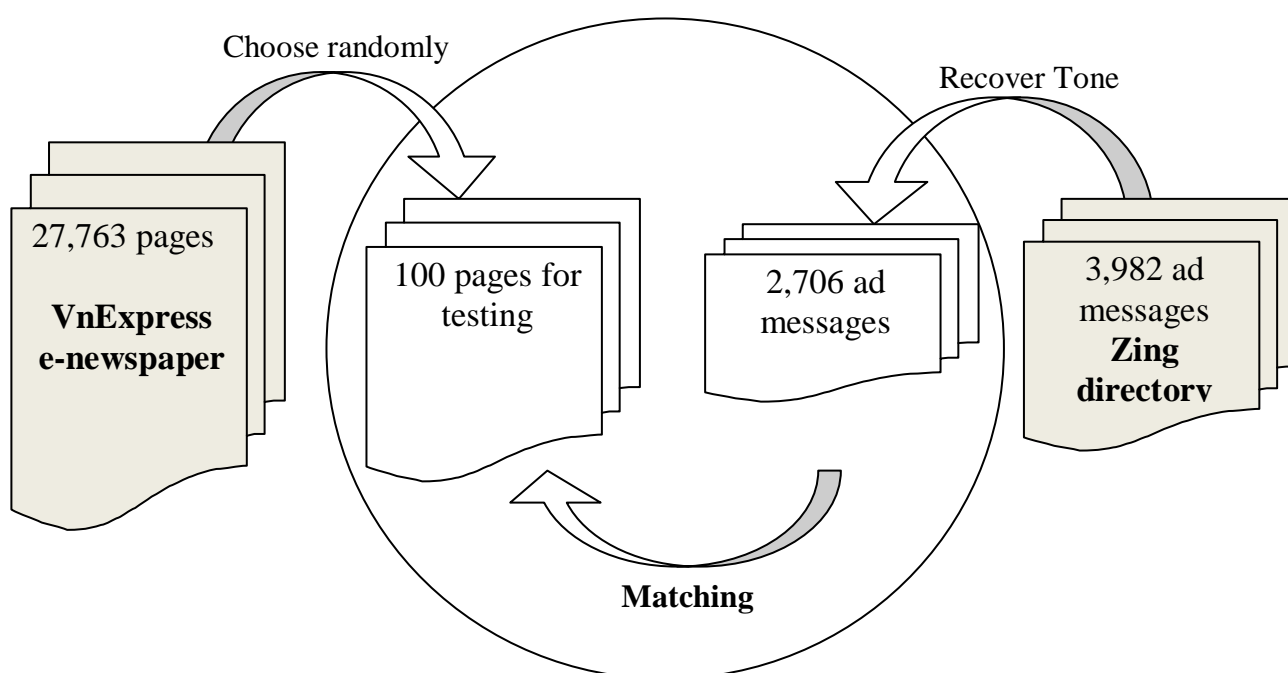 Choose randomly
Recover Tone
27,763 pages
VnExpress
e-newspaper
100 pages for
testing
2,706 ad
messages
3,982 ad
messages
Zing
directory
Matching